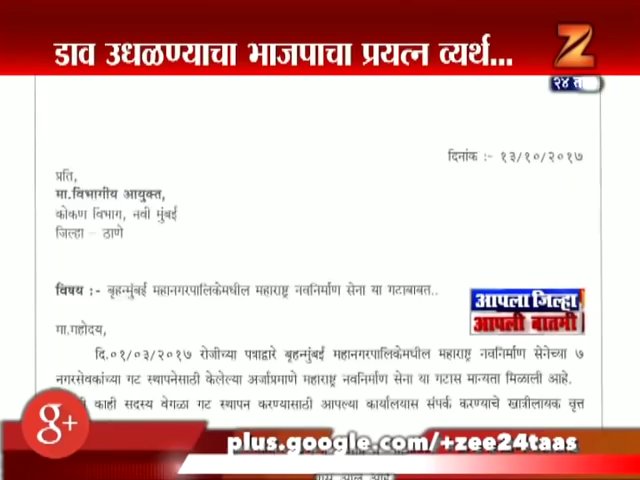 डाव उधळण्याचा भाजपाचा प्रयत्न व्यर्थ...
Z
२४
दिनांक :- १३/१०/२०१७
प्रति,
मा.विभागीय आयुक्त,
कोकण विभाग, नवी मुंबई
जिल्हा - ठाणे
विषय :- बृहन्मुंबई महानगरपालिकेमधील महाराष्ट्र नवनिर्माण सेना या गटाबाबत..
आपला जिल्हा
आपली बातमी
मा.महोदय,
दि.०१/०३/२०१७ रोजीच्या पत्राद्वारे बृहन्मुंबई महानगरपालिकेमधील महाराष्ट्र नवनिर्माण सेनेच्या ७
नगरसेवकांच्या गट स्थापनेसाठी केलेल्या अर्जाप्रमाणे महाराष्ट्र नवनिर्माण सेना या गटास मान्यता मिळाली आहे.
काही सदस्य वेगळा गट स्थापन करण्यासाठी आपल्या कार्यालयास संपर्क करण्याचे खात्रीलायक वृत्त
g+
plus.google.com/+zee24taas